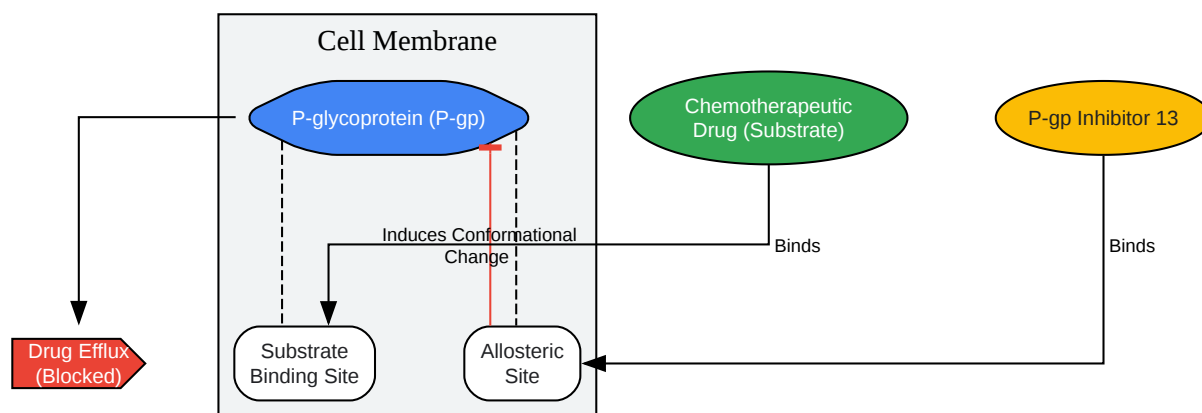 Cell Membrane
P-glycoprotein (P-gp)
Chemotherapeutic
Drug (Substrate)
P-gp Inhibitor 13
Induces Conformational
Change
Binds
Binds
Drug Efflux
(Blocked)
Substrate
Binding Site
Allosteric
Site